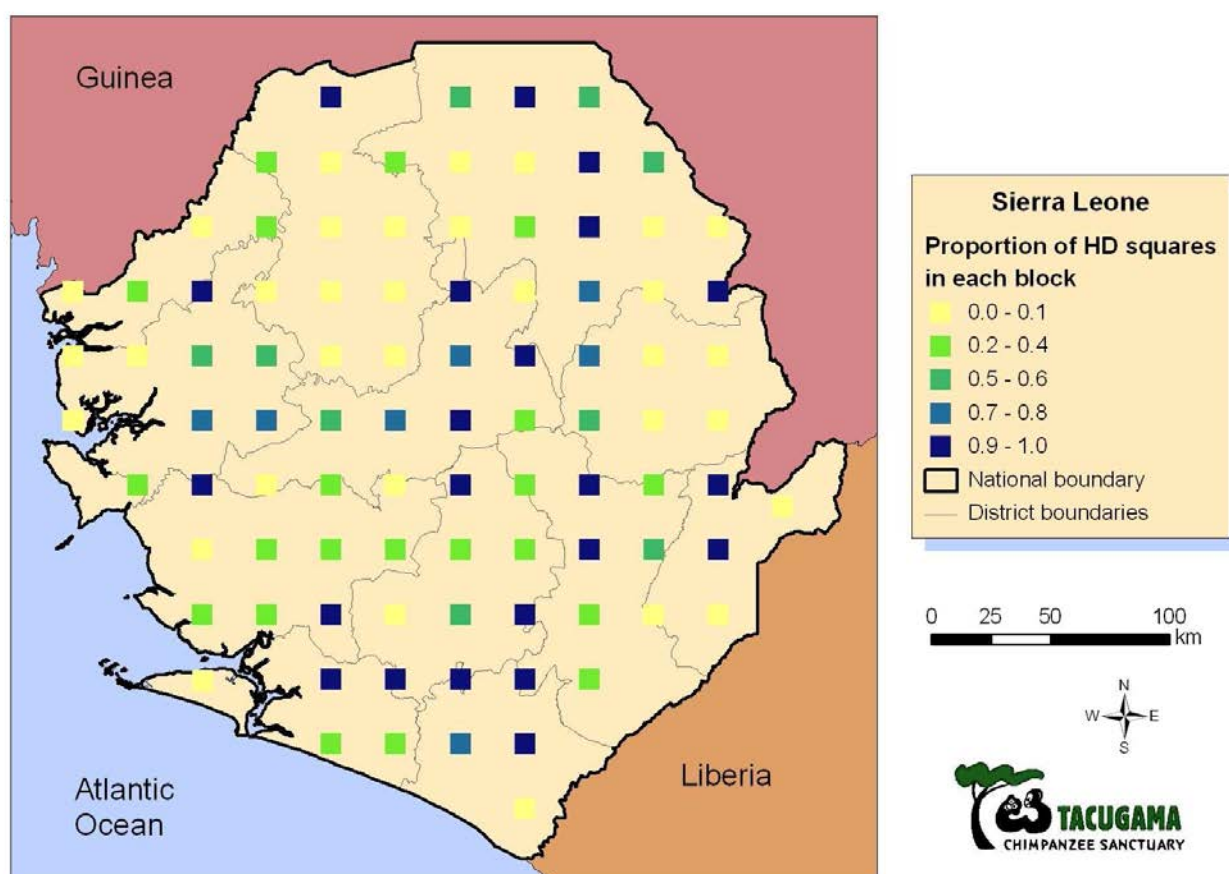 Guinea
Atlantic
Ocean
Liberia
Sierra Leone
Proportion of HD squares
in each block
0.0 - 0.1
0.2 - 0.4
0.5 - 0.6
0.7 - 0.8
0.9 - 1.0
National boundary
District boundaries
0 25 50 100
km
N
W E
S
TACUGAMA
CHIMPANZEE SANCTUARY